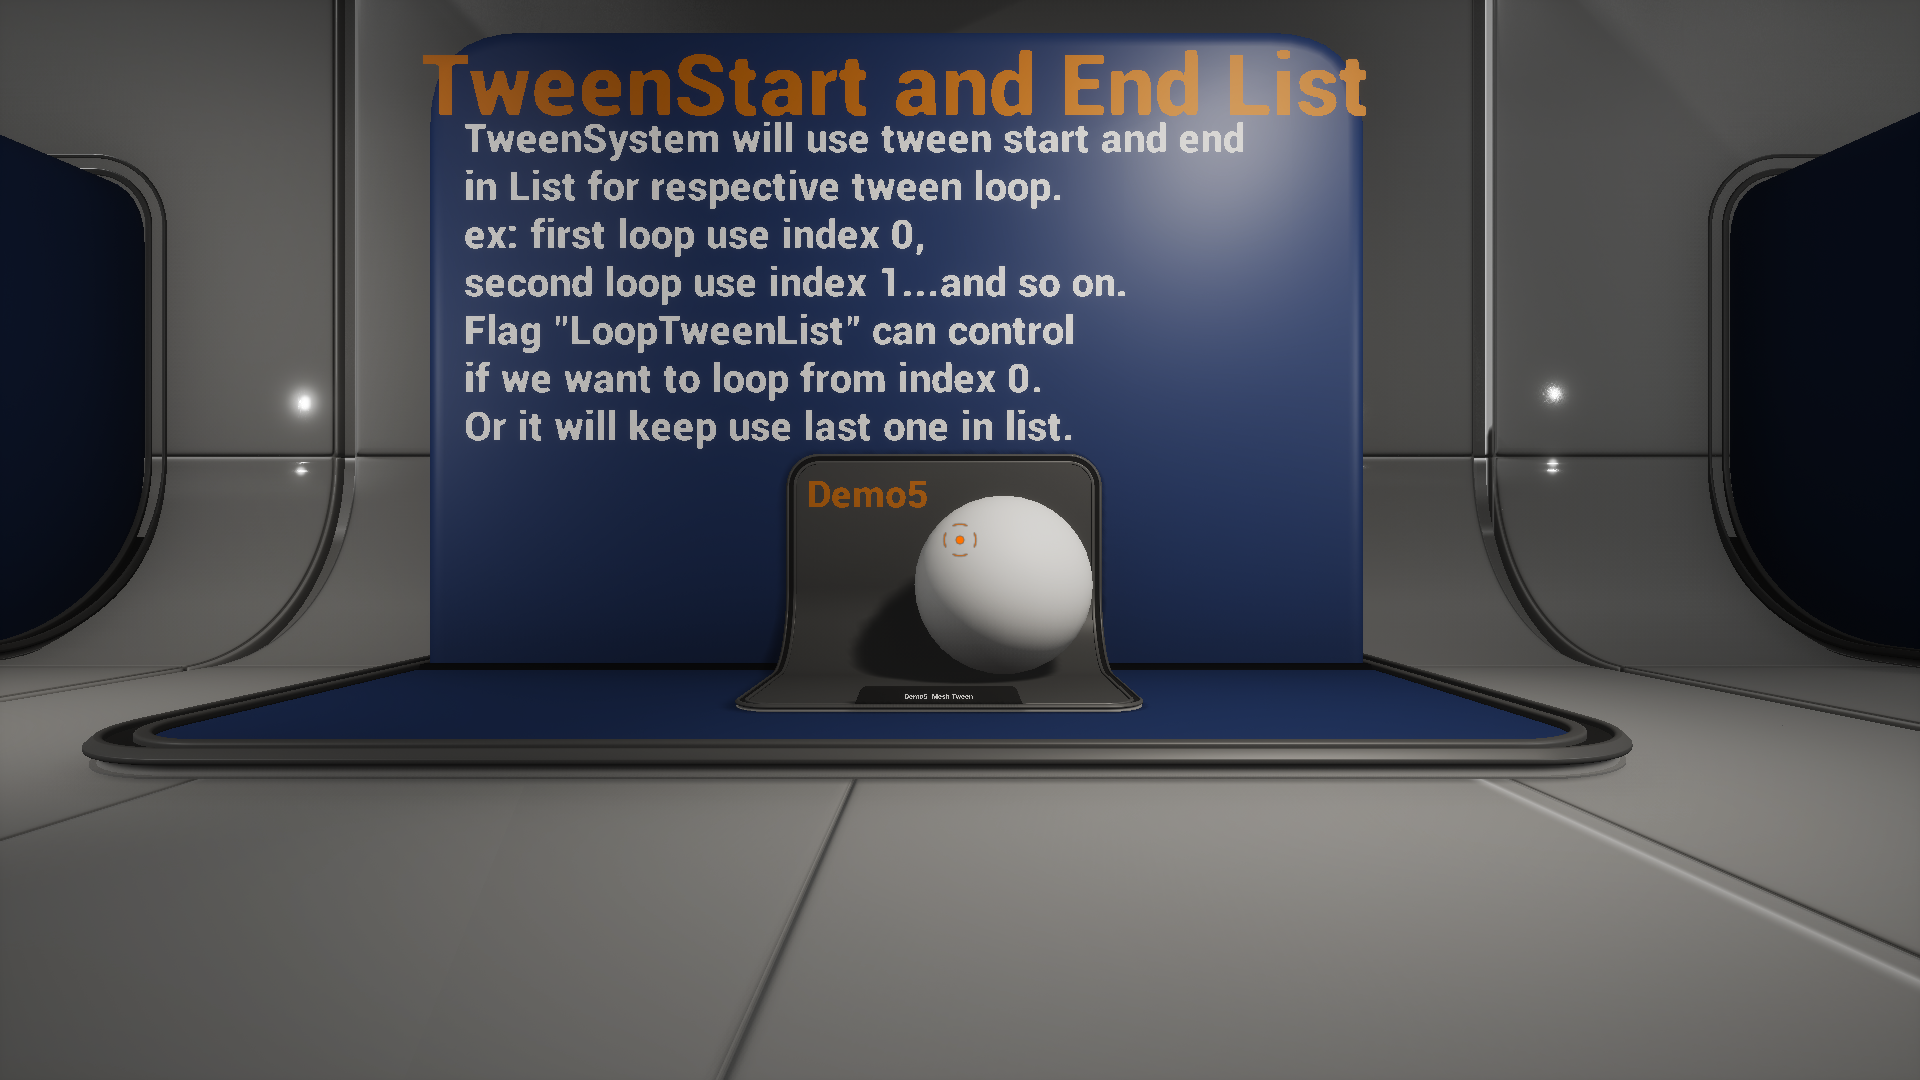 TweenStart and End List
TweenSystem will use tween start and end
in List for respective tween loop.
ex: first loop use index 0,
second loop use index 1...and so on.
Flag "LoopTweenList" can control
if we want to loop from index 0.
Or it will keep use last one in list.
Demo5
Demo5 Mesh Tween